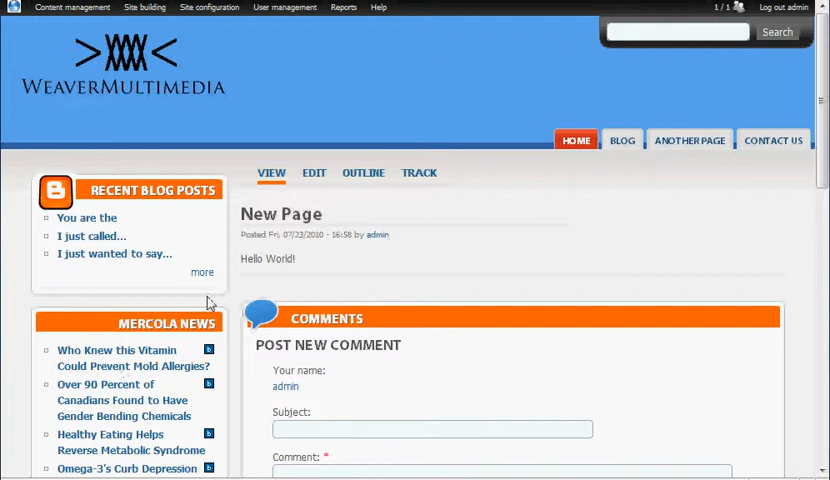 Content management Site building Site configuration User management Reports Help 1 / 1 Log out admin
Search
>XXX<
WEAVERMULTIMEDIA
HOME BLOG ANOTHER PAGE CONTACT US
VIEW EDIT OUTLINE TRACK
RECENT BLOG POSTS
You are the
I just called...
I just wanted to say...
more
New Page
Posted Fri, 07/23/2010 - 16:58 by admin
Hello World!
MERCOLA NEWS
Who Knew this Vitamin
Could Prevent Mold Allergies?
Over 90 Percent of
Canadians Found to Have
Gender Bending Chemicals
Healthy Eating Helps
Reverse Metabolic Syndrome
Omega-3's Curb Depression
COMMENTS
POST NEW COMMENT
Your name:
admin
Subject:
Comment: *